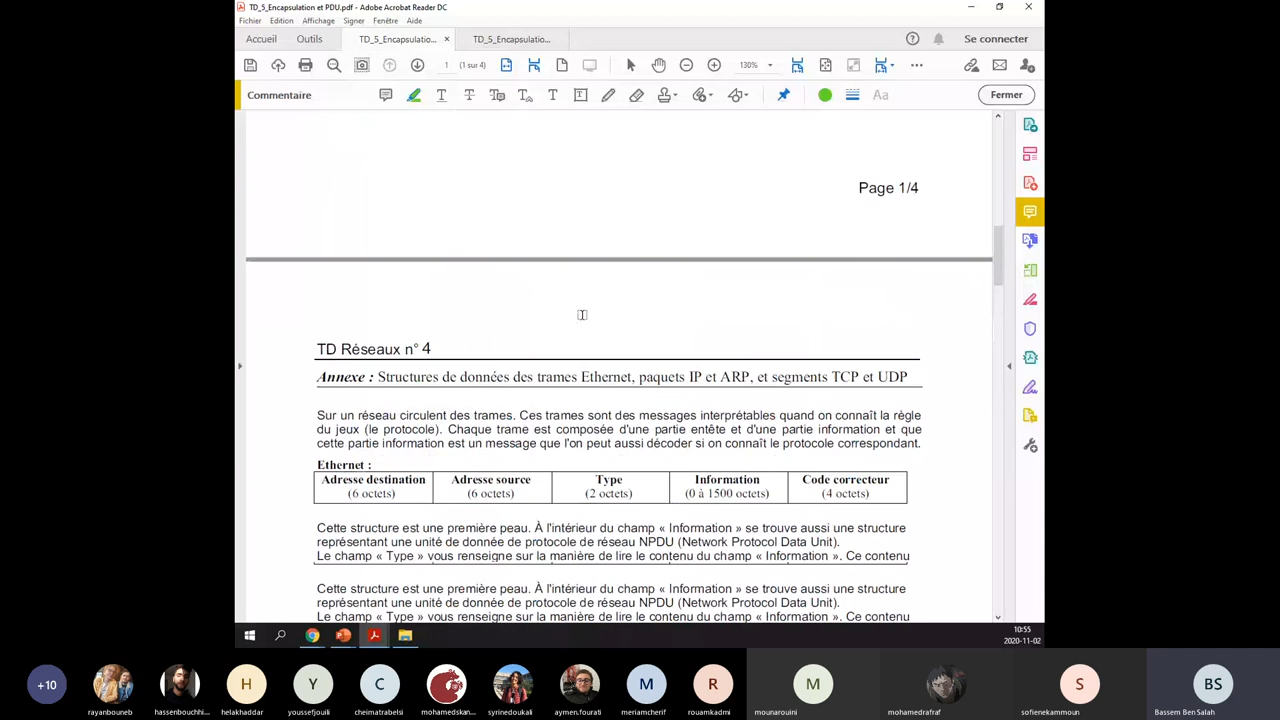 TD_5_Encapsulation et PDU.pdf - Adobe Acrobat Reader DC
Fichier Edition Affichage Signer Fenêtre Aide
Accueil Outils TD_5_Encapsulatio... × TD_5_Encapsulatio... Se connecter
1 (1 sur 4) 130%
Commentaire Aa Fermer
Page 1/4
TD Réseaux n° 4
Annexe : Structures de données des trames Ethernet, paquets IP et ARP, et segments TCP et UDP
Sur un réseau circulent des trames. Ces trames sont des messages interprétables quand on connaît la règle
du jeux (le protocole). Chaque trame est composée d'une partie entête et d'une partie information et que
cette partie information est un message que l'on peut aussi décoder si on connaît le protocole correspondant.
Ethernet :
Adresse destination Adresse source Type Information Code correcteur
(6 octets) (6 octets) (2 octets) (0 à 1500 octets) (4 octets)
Cette structure est une première peau. À l'intérieur du champ « Information » se trouve aussi une structure
représentant une unité de donnée de protocole de réseau NPDU (Network Protocol Data Unit).
Le champ « Type » vous renseigne sur la manière de lire le contenu du champ « Information ». Ce contenu
Cette structure est une première peau. À l'intérieur du champ « Information » se trouve aussi une structure
représentant une unité de donnée de protocole de réseau NPDU (Network Protocol Data Unit).
Le champ « Type » vous renseigne sur la manière de lire le contenu du champ « Information ». Ce contenu
10:55
2020-11-02
+10 H Y C M R M S BS
rayanbouneb hassenbouchhi... helakhaddar youssefjouili cheimatrabelsi mohamedskan... syrinedoukali aymen.fourati meriamcherif rouamkadmi mounarouini mohamedrafraf sofienekammoun Bassem Ben Salah